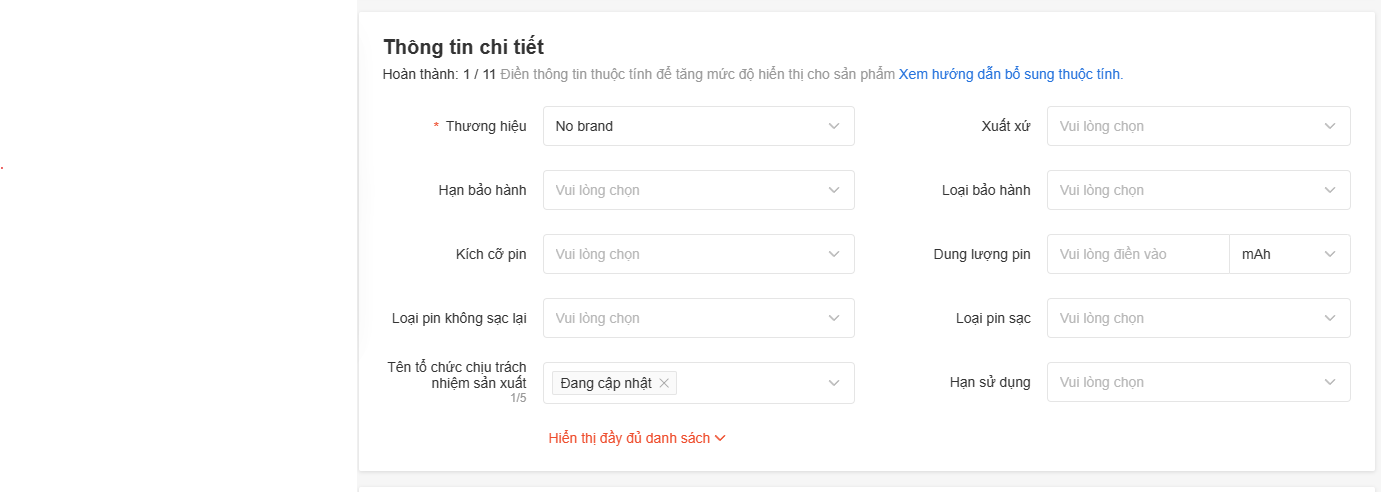 Thông tin chi tiết
Hoàn thành: 1 / 11 Điền thông tin thuộc tính để tăng mức độ hiển thị cho sản phẩm Xem hướng dẫn bổ sung thuộc tính.
* Thương hiệu No brand Xuất xứ Vui lòng chọn
Hạn bảo hành Vui lòng chọn Loại bảo hành Vui lòng chọn
Kích cỡ pin Vui lòng chọn Dung lượng pin Vui lòng điền vào mAh
Loại pin không sạc lại Vui lòng chọn Loại pin sạc Vui lòng chọn
Tên tổ chức chịu trách
nhiệm sản xuất Đang cập nhật Hạn sử dụng Vui lòng chọn
1/5
Hiển thị đầy đủ danh sách